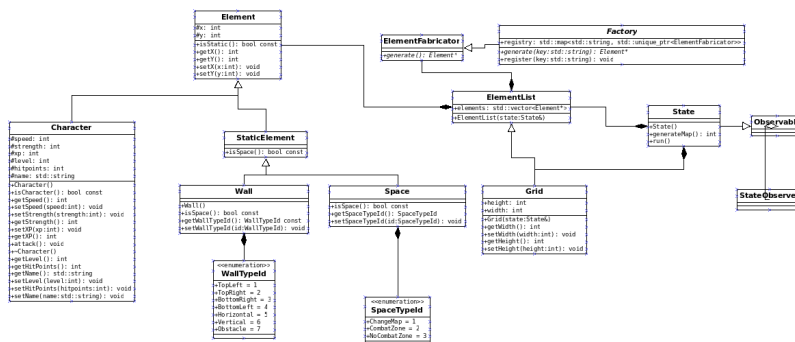 Element
#x: int
#y: int
+isStatic(): bool const
+getX(): int
+getY(): int
+setX(x:int): void
+setY(y:int): void
ElementFabricator
+generate(): Element*
Factory
+registry: std::map<std::string, std::unique_ptr<ElementFabricator>>
+generate(key:std::string): Element*
+register(key:std::string): void
ElementList
+elements: std::vector<Element*>
+ElementList(state:State&)
State
+State()
+generateMap(): int
+run()
Observabl
StateObserve
Character
#speed: int
#strength: int
#xp: int
#level: int
#hitpoints: int
#name: std::string
+Character()
+isCharacter(): bool const
+getSpeed(): int
+setSpeed(speed:int): void
+setStrength(strength:int): void
+getStrength(): int
+setXP(xp:int): void
+getXP(): int
+attack(): void
+~Character()
+getLevel(): int
+getHitPoints(): int
+getName(): std::string
+setLevel(level:int): void
+setHitPoints(hitpoints:int): void
+setName(name:std::string): void
StaticElement
+isSpace(): bool const
Wall
+Wall()
+isSpace(): bool const
+getWallTypeId(): WallTypeId const
+setWallTypeId(id:WallTypeId): void
Space
+isSpace(): bool const
+getSpaceTypeId(): SpaceTypeId
+setSpaceTypeId(id:SpaceTypeId): void
Grid
+height: int
+width: int
+Grid(state:State&)
+getWidth(): int
+setWidth(width:int): void
+getHeight(): int
+setHeight(height:int): void
<<enumeration>>
WallTypeId
+TopLeft = 1
+TopRight = 2
+BottomRight = 3
+BottomLeft = 4
+Horizontal = 5
+Vertical = 6
+Obstacle = 7
<<enumeration>>
SpaceTypeId
+ChangeMap = 1
+CombatZone = 2
+NoCombatZone = 3